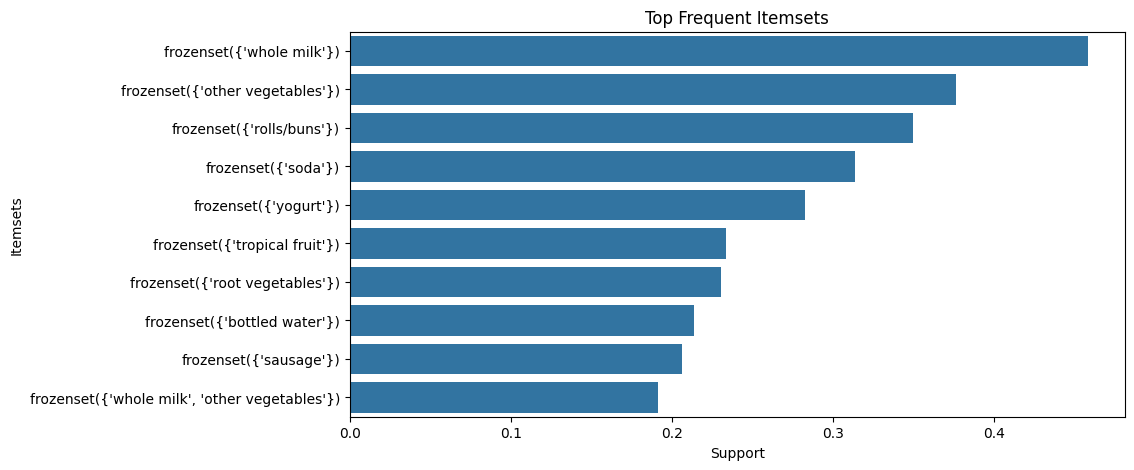 Top Frequent Itemsets
frozenset({'whole milk'})
frozenset({'other vegetables'})
frozenset({'rolls/buns'})
frozenset({'soda'})
frozenset({'yogurt'})
frozenset({'tropical fruit'})
frozenset({'root vegetables'})
frozenset({'bottled water'})
frozenset({'sausage'})
frozenset({'whole milk', 'other vegetables'})
Itemsets
0.0 0.1 0.2 0.3 0.4
Support